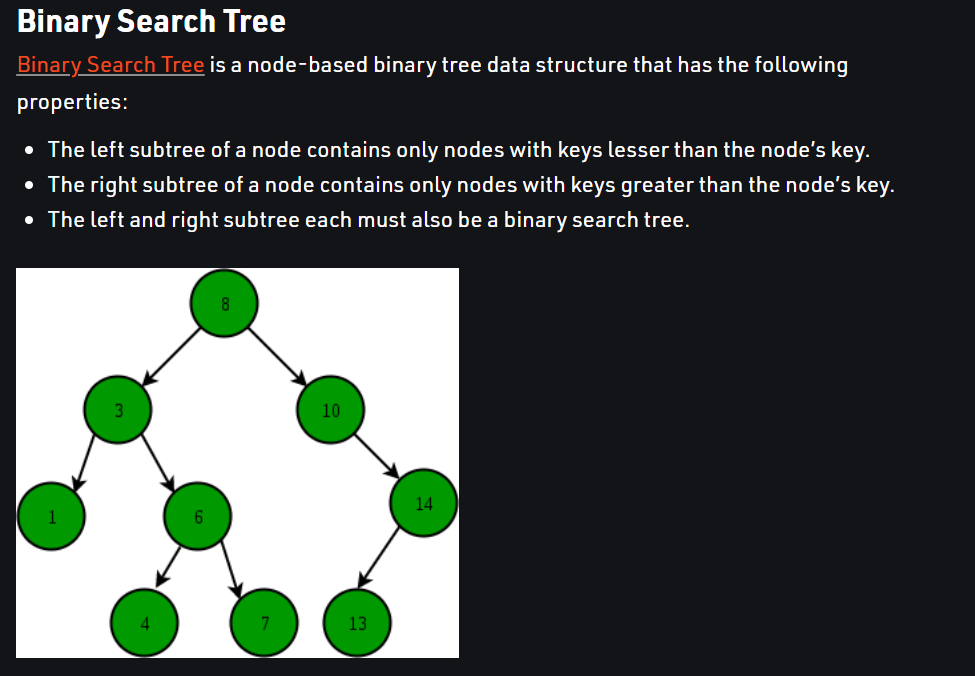 Binary Search Tree
Binary Search Tree is a node-based binary tree data structure that has the following
properties:
• The left subtree of a node contains only nodes with keys lesser than the node’s key.
• The right subtree of a node contains only nodes with keys greater than the node’s key.
• The left and right subtree each must also be a binary search tree.
8
3
10
1
6
14
4
7
13